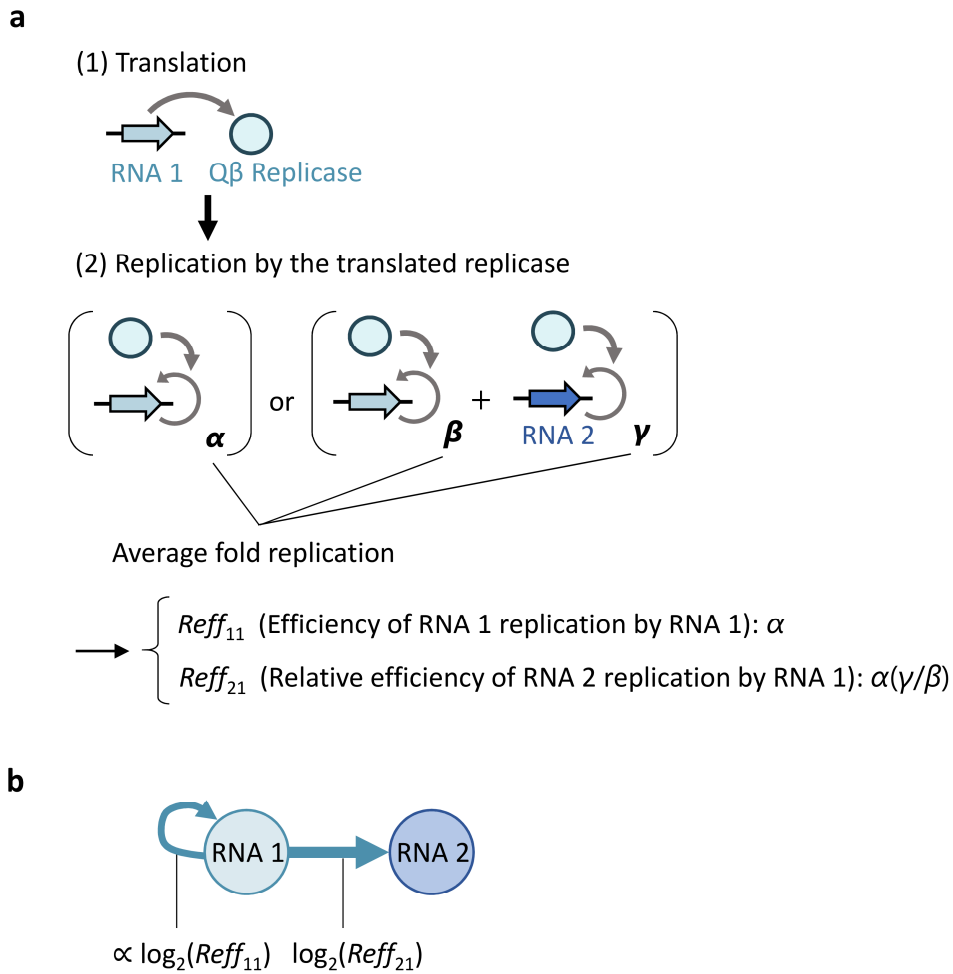 a
(1) Translation
RNA 1 Qβ Replicase
(2) Replication by the translated replicase
or
+
α
β
RNA 2
γ
Average fold replication
Reff₁₁ (Efficiency of RNA 1 replication by RNA 1): α
Reff₂₁ (Relative efficiency of RNA 2 replication by RNA 1): α(γ/β)
b
RNA 1 RNA 2
∝ log₂(Reff₁₁) log₂(Reff₂₁)